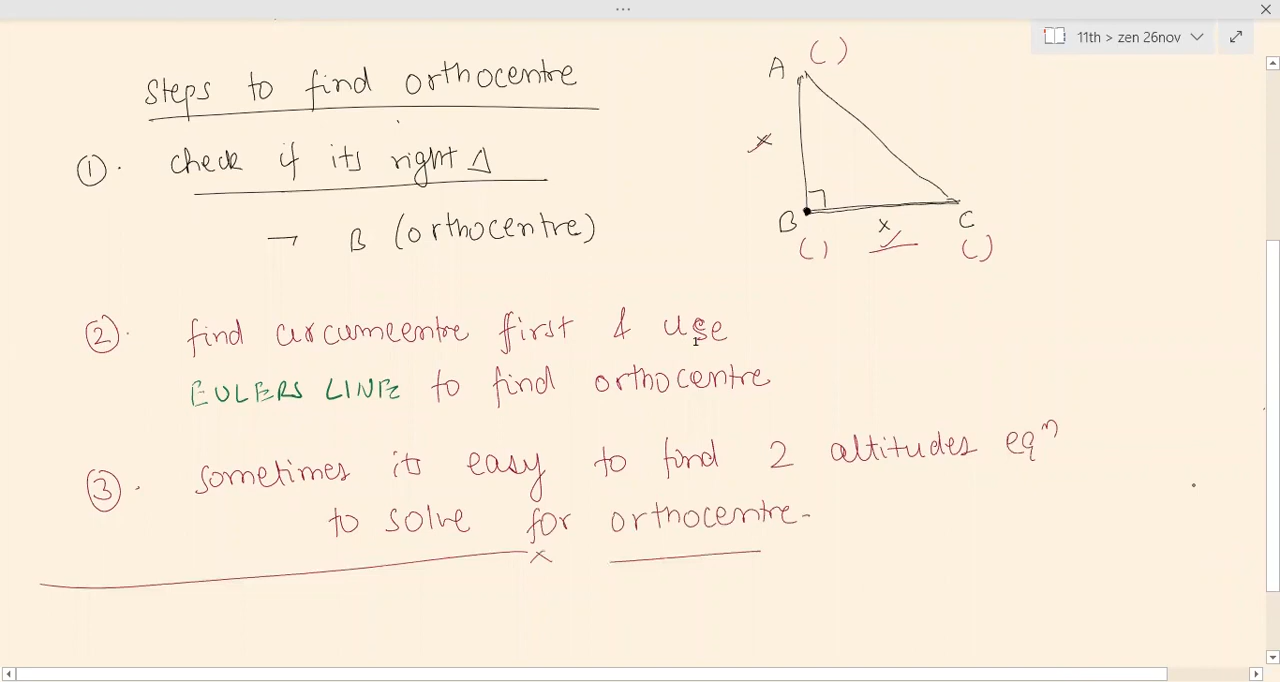 ...
11th > zen 26nov
Steps to find orthocentre
A ( )
① . check if its right Δ
x
→ B (orthocentre)
B x C
( ) ( )
② . find circumcentre first & use
EULERS LINE to find orthocentre
③ . sometimes its easy to find 2 altitudes eqⁿ
to solve for orthocentre.
x